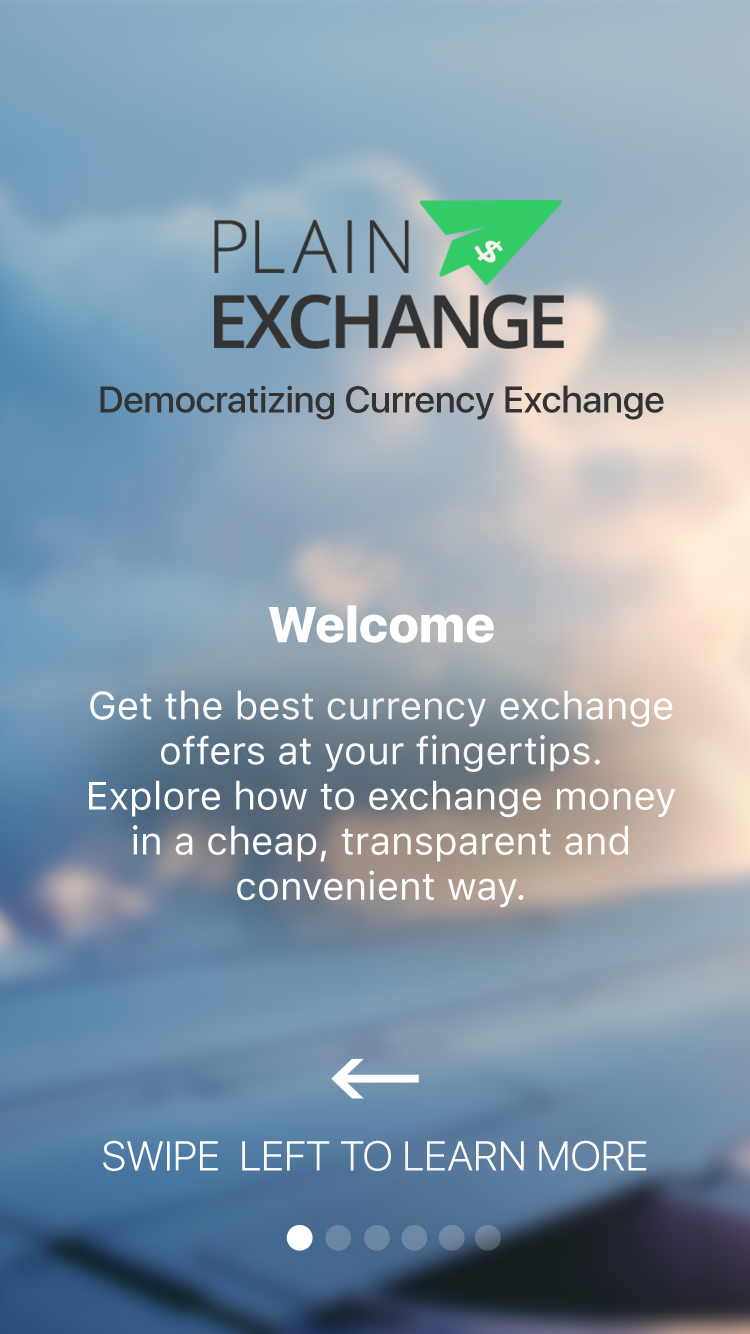 PLAIN
EXCHANGE
Democratizing Currency Exchange
Welcome
Get the best currency exchange
offers at your fingertips.
Explore how to exchange money
in a cheap, transparent and
convenient way.
SWIPE LEFT TO LEARN MORE